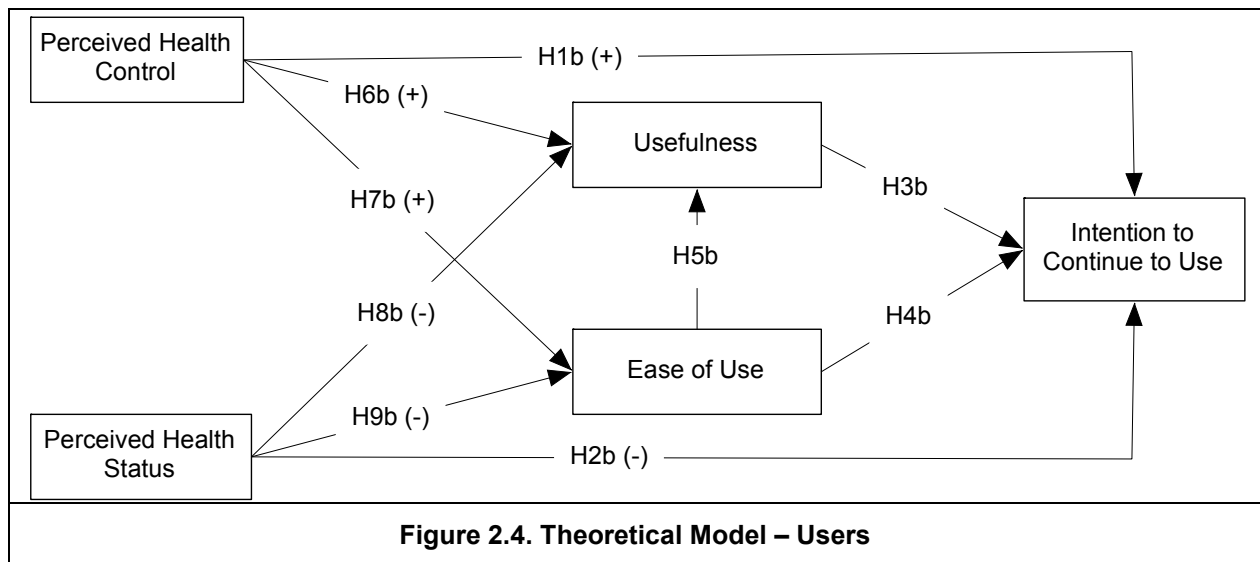 Perceived Health
Control
H1b (+)
H6b (+)
Usefulness
H7b (+)
H3b
Intention to
Continue to Use
H5b
H8b (-)
H4b
Ease of Use
H9b (-)
Perceived Health
Status
H2b (-)
Figure 2.4. Theoretical Model – Users